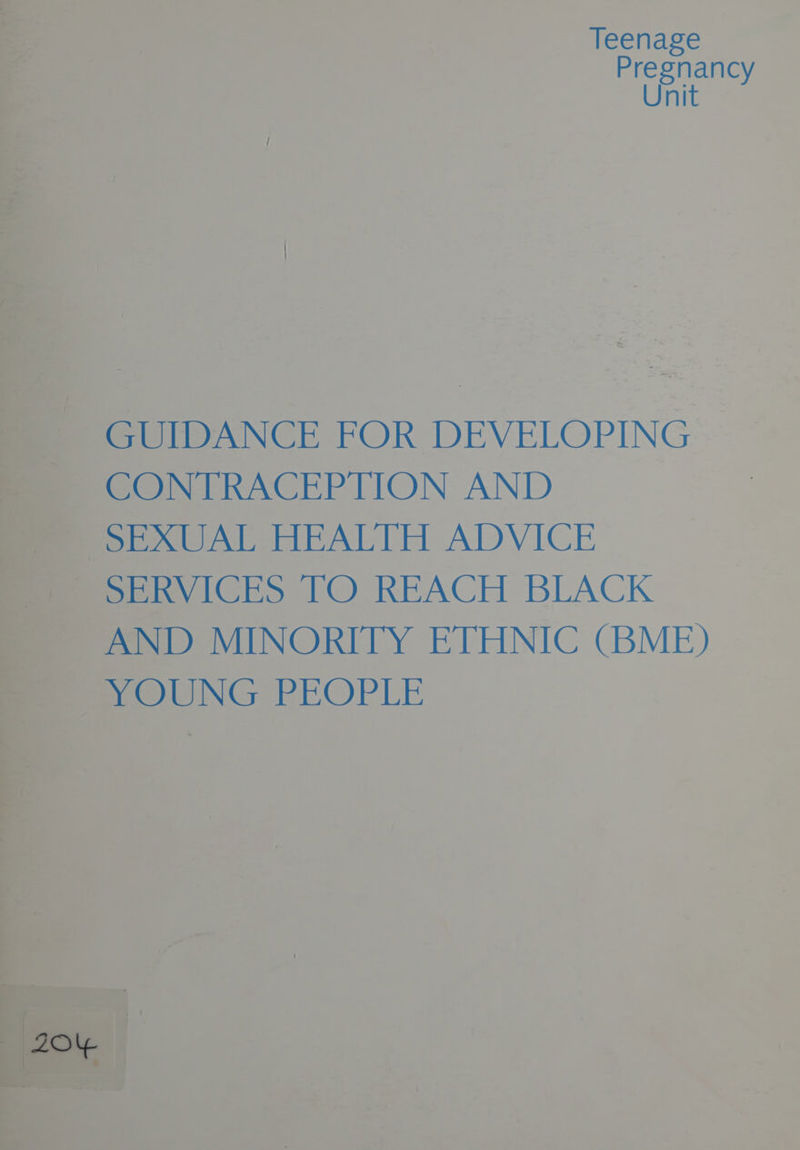 Teenage
Pregnancy
Unit
GUIDANCE FOR DEVELOPING
CONTRACEPTION AND
SEXUAL HEALTH ADVICE
SERVICES TO REACH BLACK
AND MINORITY ETHNIC (BME)
YOUNG PEOPLE
204